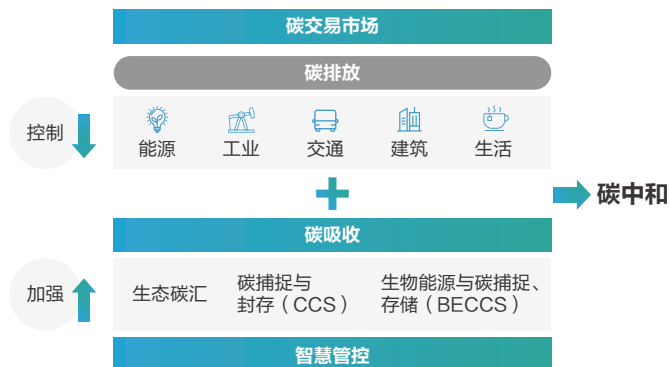 碳交易市场
碳排放
控制
能源 工业 交通 建筑 生活
碳中和
碳吸收
加强
生态碳汇
碳捕捉与
封存（CCS）
生物能源与碳捕捉、
存储（BECCS）
智慧管控